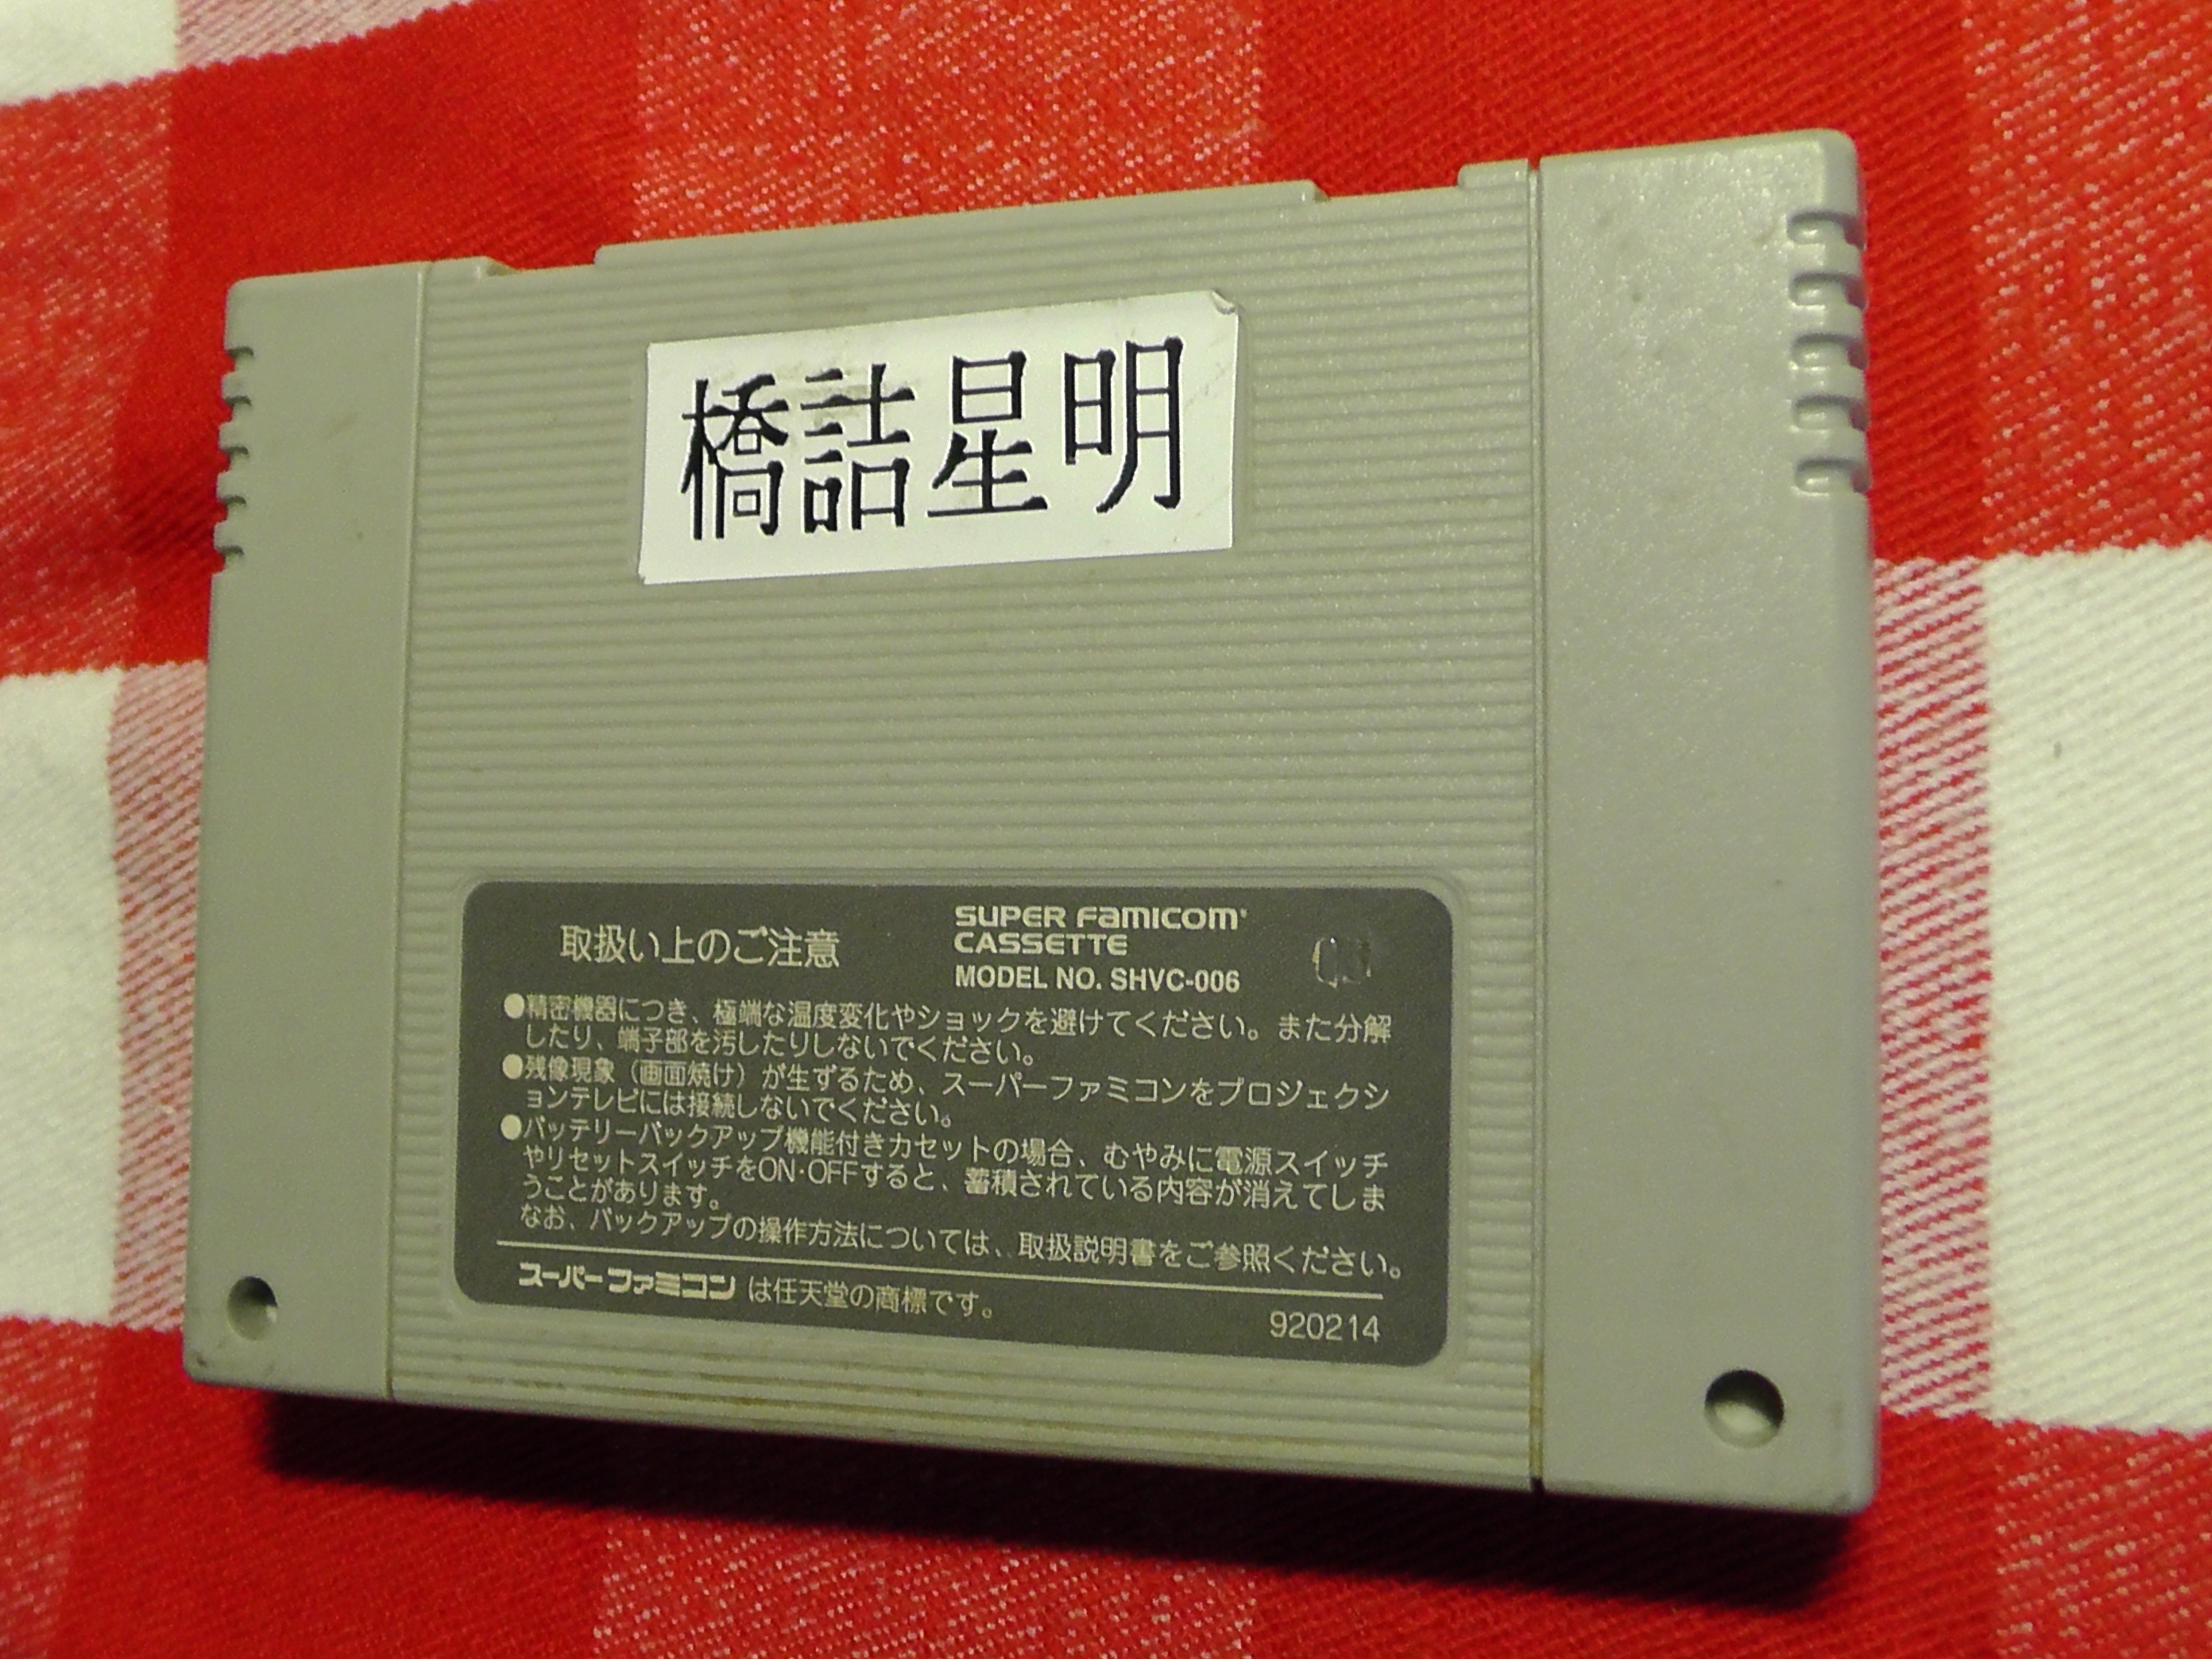 橋詰星明
取扱い上のご注意
SUPER FAMICOM
CASSETTE
MODEL NO. SHVC-006
●精密機器につき、極端な温度変化やショックを避けてください。また分解
したり、端子部を汚したりしないでください。
●残像現象（画面焼け）が生ずるため、スーパーファミコンをプロジェクシ
ョンテレビには接続しないでください。
●バッテリーバックアップ機能付きカセットの場合、むやみに電源スイッチ
やリセットスイッチをON・OFFすると、蓄積されている内容が消えてしま
うことがあります。
なお、バックアップの操作方法については、取扱説明書をご参照ください。
スーパーファミコンは任天堂の商標です。
920214